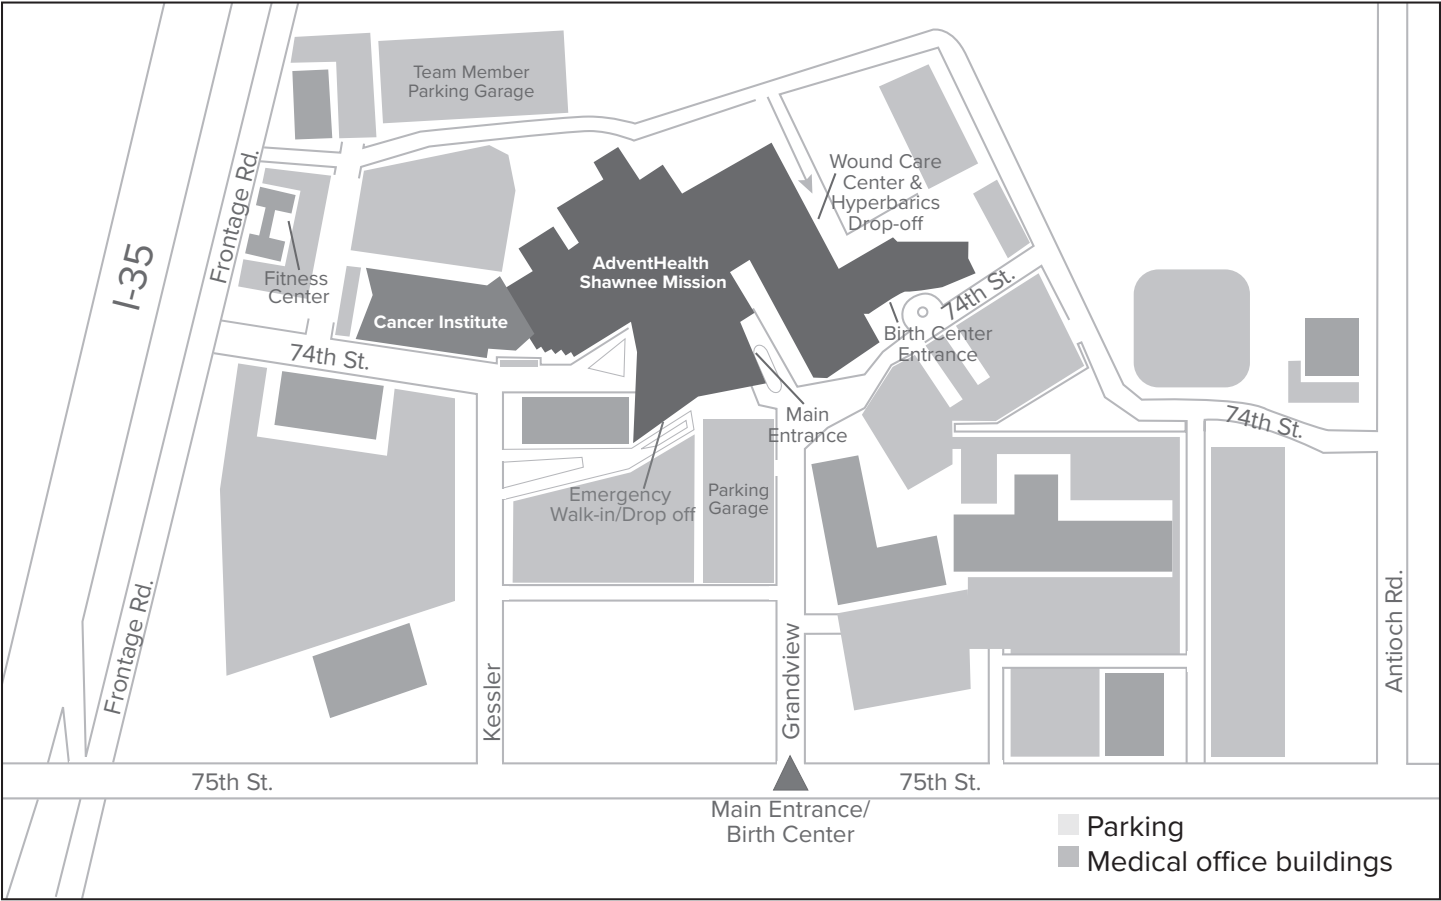 Team Member
Parking Garage
Wound Care
Center &
Hyperbarics
Drop-off
Frontage Rd.
I-35
Fitness
Center
AdventHealth
Shawnee Mission
Cancer Institute
74th St.
Birth Center
Entrance
74th St.
Main
Entrance
74th St.
Emergency
Walk-in/Drop off
Parking
Garage
Frontage Rd.
Kessler
Grandview
Antioch Rd.
75th St.
75th St.
Main Entrance/
Birth Center
Parking
Medical office buildings